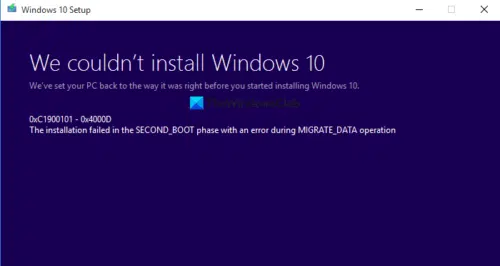 Windows 10 Setup
We couldn't install Windows 10
We've set your PC back to the way it was right before you started installing Windows 10.
0xC1900101 - 0x4000D
The installation failed in the SECOND_BOOT phase with an error during MIGRATE_DATA operation